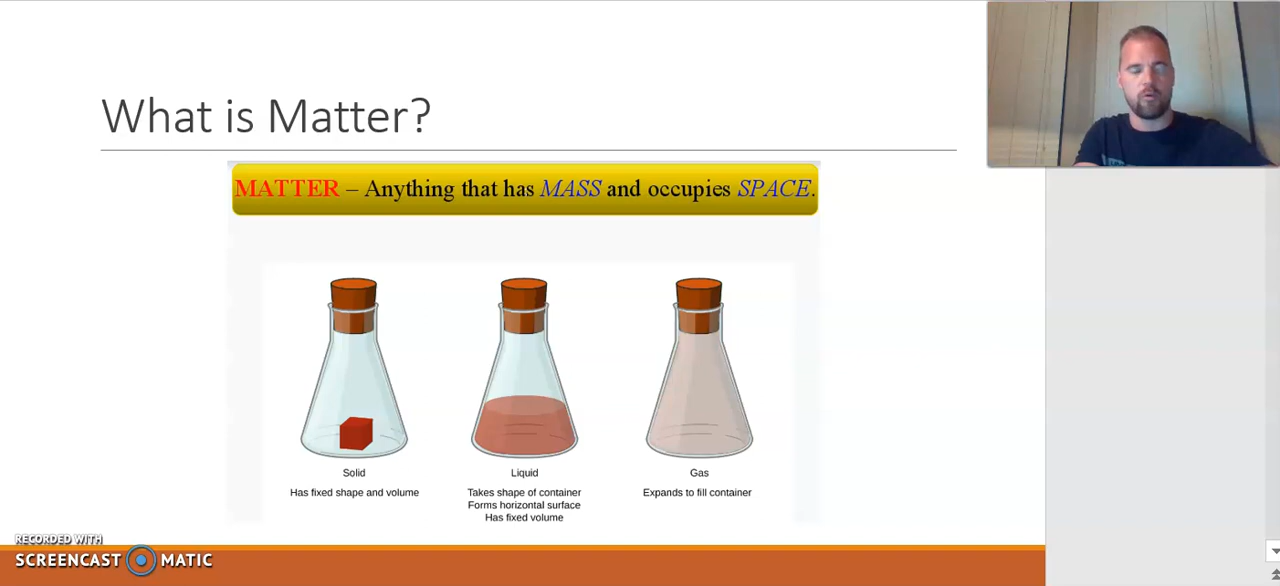 What is Matter?
MATTER – Anything that has MASS and occupies SPACE.
Solid
Has fixed shape and volume
Liquid
Takes shape of container
Forms horizontal surface
Has fixed volume
Gas
Expands to fill container
RECORDED WITH
SCREENCAST MATIC